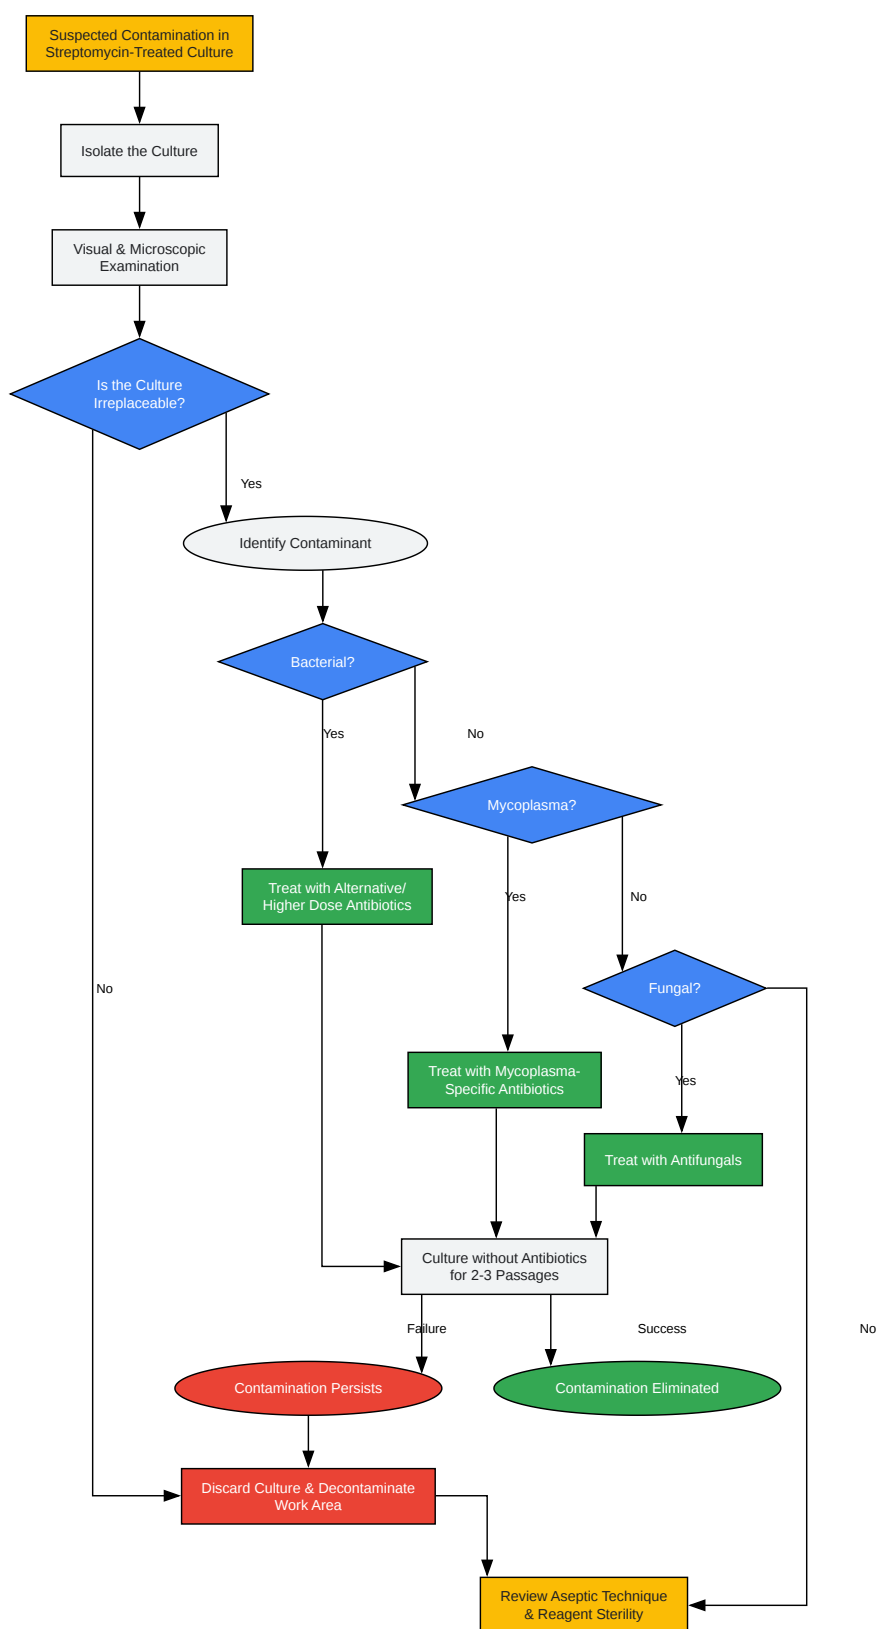 Suspected Contamination in
Streptomycin-Treated Culture
Isolate the Culture
Visual & Microscopic
Examination
Is the Culture
Irreplaceable?
Yes
Identify Contaminant
Bacterial?
Yes
No
Mycoplasma?
Treat with Alternative/
Higher Dose Antibiotics
Yes
No
No
Fungal?
Treat with Mycoplasma-
Specific Antibiotics
Yes
Treat with Antifungals
Culture without Antibiotics
for 2-3 Passages
Failure
Success
No
Contamination Persists
Contamination Eliminated
Discard Culture & Decontaminate
Work Area
Review Aseptic Technique
& Reagent Sterility